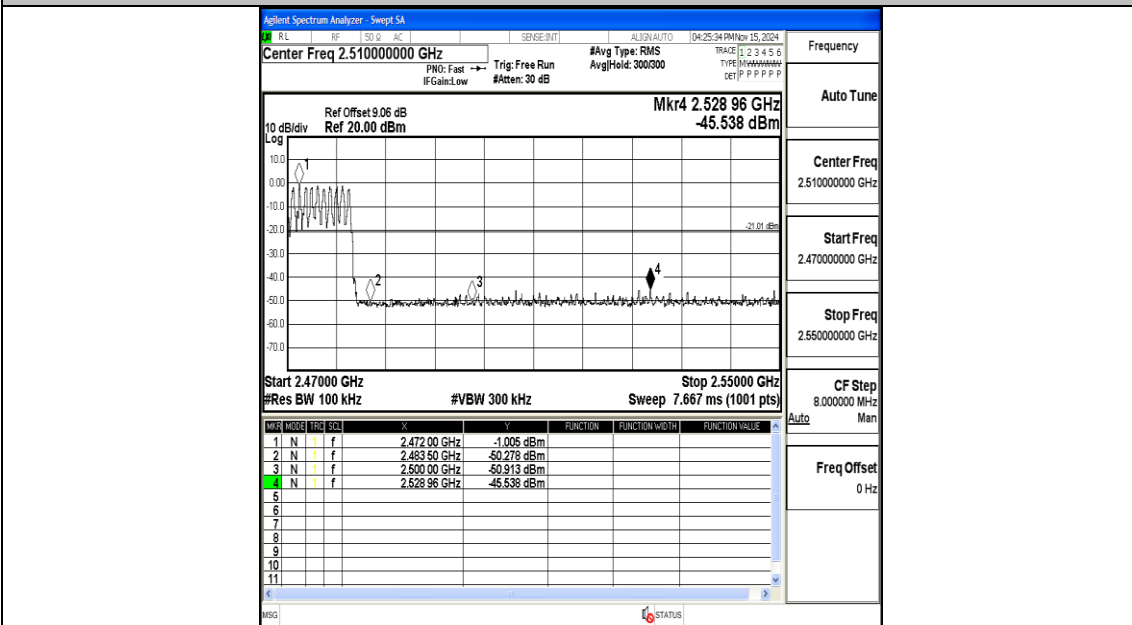 Agilent Spectrum Analyzer - Swept SA
LXI RL RF 50 Ω AC SENSE:INT ALIGN AUTO 04:25:34 PM Nov 15, 2024
Center Freq 2.510000000 GHz
PNO: Fast
IFGain:Low
Trig: Free Run
#Atten: 30 dB
#Avg Type: RMS
Avg|Hold: 300/300
TRACE 1 2 3 4 5 6
TYPE MWWWWW
DET P P P P P P
Ref Offset 9.06 dB
Ref 20.00 dBm
10 dB/div
Log
Mkr4 2.528 96 GHz
-45.538 dBm
10.0
0.00
-10.0
-20.0
-30.0
-40.0
-50.0
-60.0
-70.0
1
2
3
4
-21.01 dBm
Start 2.47000 GHz Stop 2.55000 GHz
#Res BW 100 kHz #VBW 300 kHz Sweep 7.667 ms (1001 pts)
MKR MODE TRC SCL X Y FUNCTION FUNCTION WIDTH FUNCTION VALUE
1 N 1 f 2.472 00 GHz -1.005 dBm
2 N 1 f 2.483 50 GHz -50.278 dBm
3 N 1 f 2.500 00 GHz -50.913 dBm
4 N 1 f 2.528 96 GHz -45.538 dBm
5
6
7
8
9
10
11
MSG STATUS
Frequency
Auto Tune
Center Freq
2.510000000 GHz
Start Freq
2.470000000 GHz
Stop Freq
2.550000000 GHz
CF Step
8.000000 MHz
Auto Man
Freq Offset
0 Hz